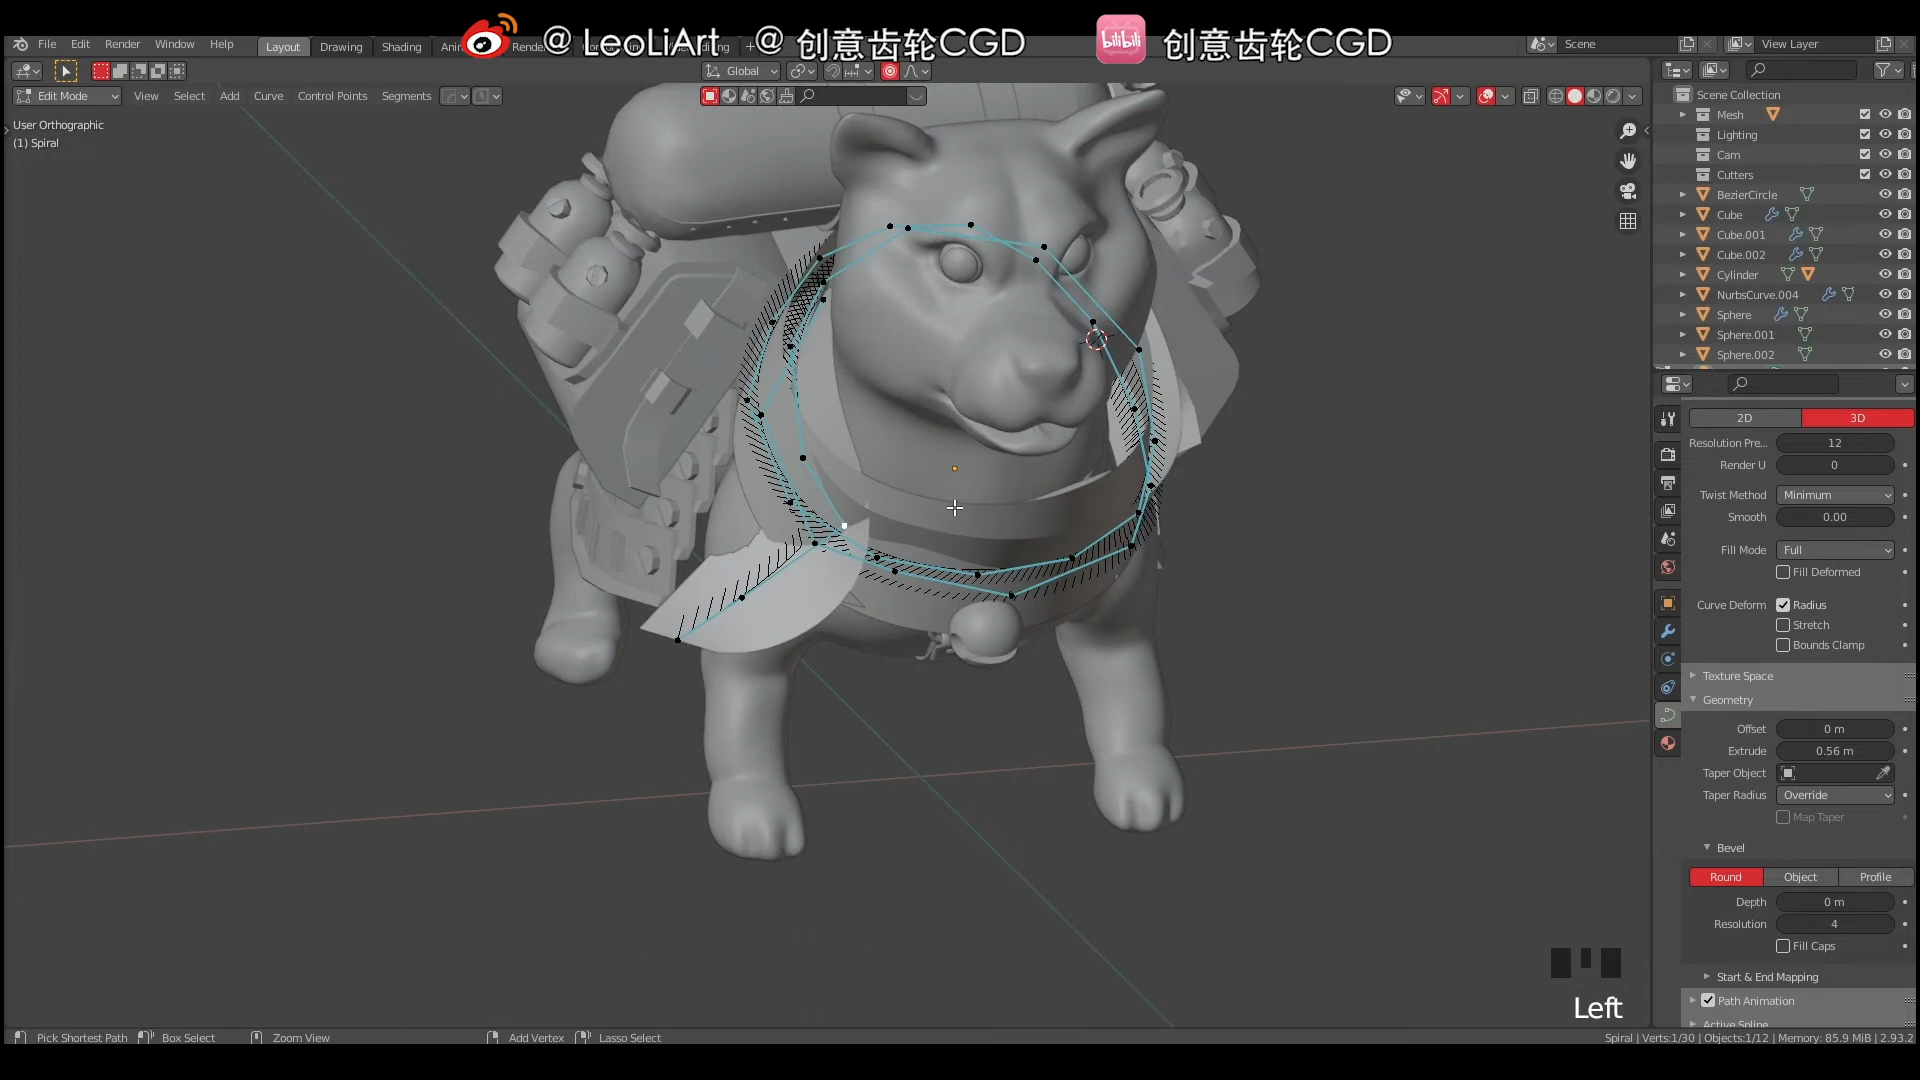 @ LeoLiArt @ 创意齿轮CGD bilibili 创意齿轮CGD
File Edit Render Window Help Layout Drawing Shading Scene View Layer
Global
Edit Mode View Select Add Curve Control Points Segments
User Orthographic
(1) Spiral
Scene Collection
Mesh
Lighting
Cam
Cutters
BezierCircle
Cube
Cube.001
Cube.002
Cylinder
NurbsCurve.004
Sphere
Sphere.001
Sphere.002
2D 3D
Resolution Pre... 12
Render U 0
Twist Method Minimum
Smooth 0.00
Fill Mode Full
Fill Deformed
Curve Deform Radius
Stretch
Bounds Clamp
Texture Space
Geometry
Offset 0 m
Extrude 0.56 m
Taper Object
Taper Radius Override
Map Taper
Bevel
Round Object Profile
Depth 0 m
Resolution 4
Fill Caps
Start & End Mapping
Path Animation
Active Spline
Left
Pick Shortest Path Box Select Zoom View Add Vertex Lasso Select Spiral | Verts:1/30 | Objects:1/12 | Memory: 85.9 MiB | 2.93.2